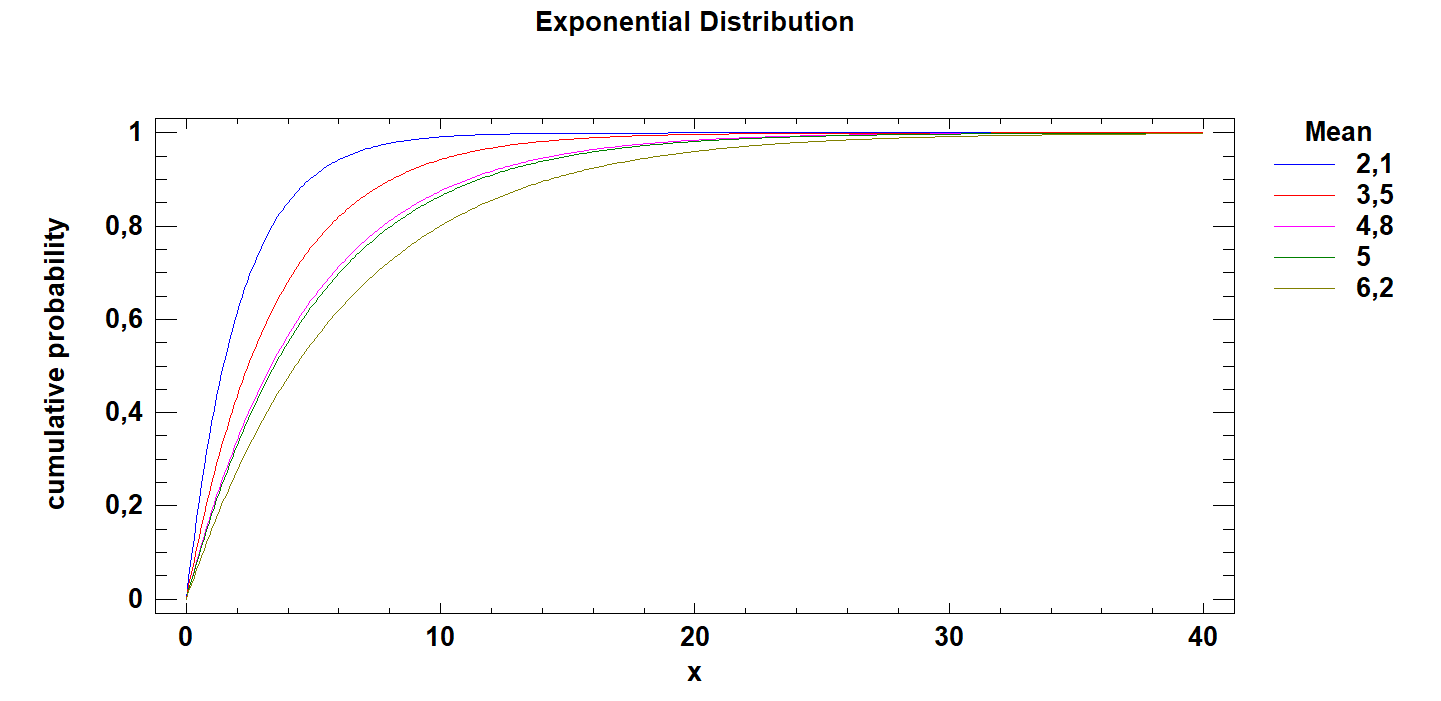 Exponential Distribution
1
0,8
0,6
0,4
0,2
0
cumulative probability
0 10 20 30 40
x
Mean
2,1
3,5
4,8
5
6,2